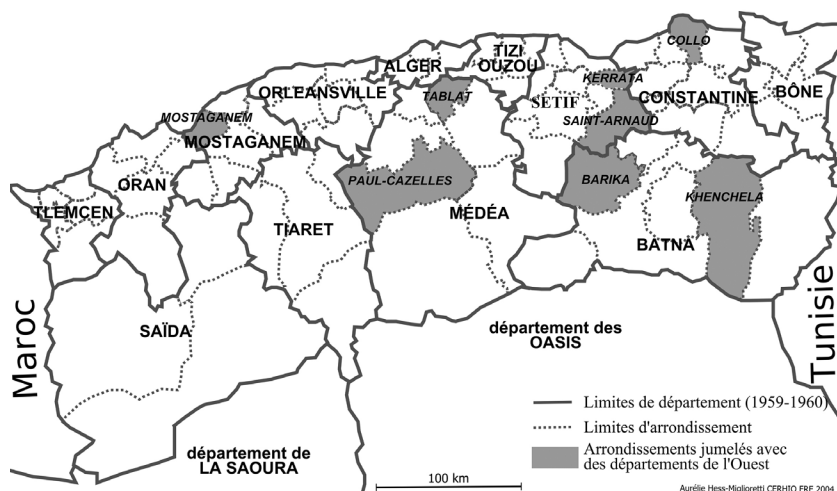 COLLO
TIZI
OUZOU
ALGER
KERRATA
BÔNE
ORLEANSVILLE
TABLAT
SETIF
CONSTANTINE
MOSTAGANEM
SAINT-ARNAUD
MOSTAGANEM
ORAN
PAUL-CAZELLES
BARIKA
KHENCHELA
TLEMCEN
MÉDÉA
TIARET
BATNA
Maroc
SAÏDA
département des
OASIS
Tunisie
Limites de département (1959-1960)
Limites d'arrondissement
Arrondissements jumelés avec
des départements de l'Ouest
département de
LA SAOURA
100 km
Aurélie Hess-Miglioretti CERHIO FRE 2004